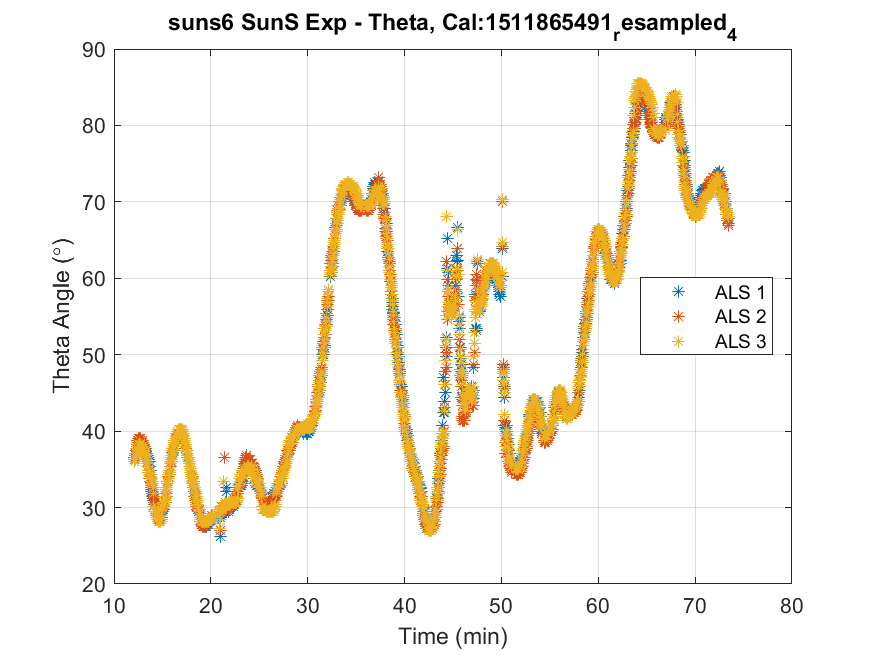 suns6 SunS Exp - Theta, Cal:1511865491resampled4
90
80
70
60
50
40
30
20
Theta Angle (°)
ALS 1
ALS 2
ALS 3
10 20 30 40 50 60 70 80
Time (min)